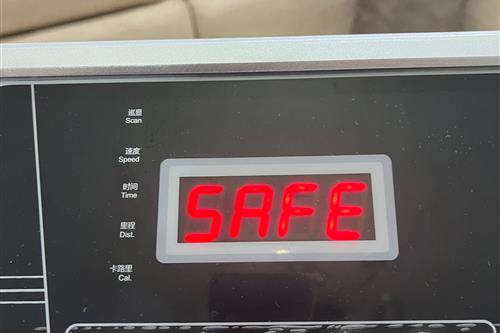 巡显
Scan
速度
Speed
时间
Time
SAFE
里程
Dist.
卡路里
Cal.